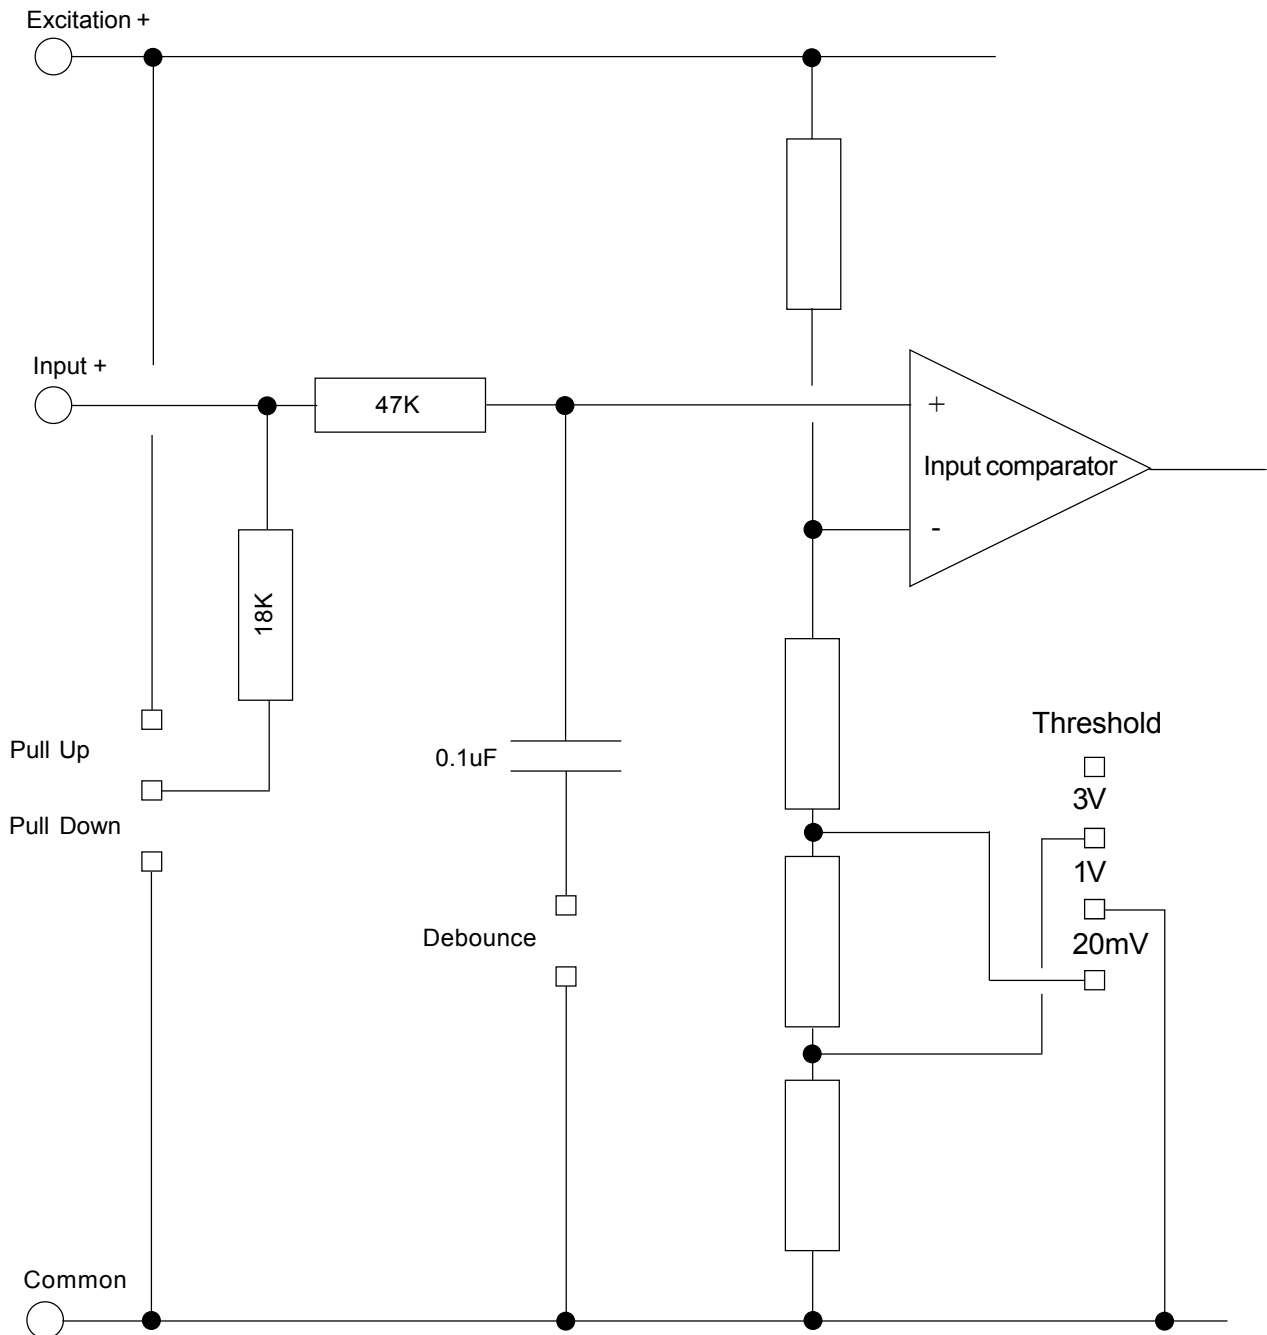 Excitation +
Input +
47K
+
Input comparator
-
18K
Pull Up
Threshold
0.1uF
3V
Pull Down
1V
Debounce
20mV
Common